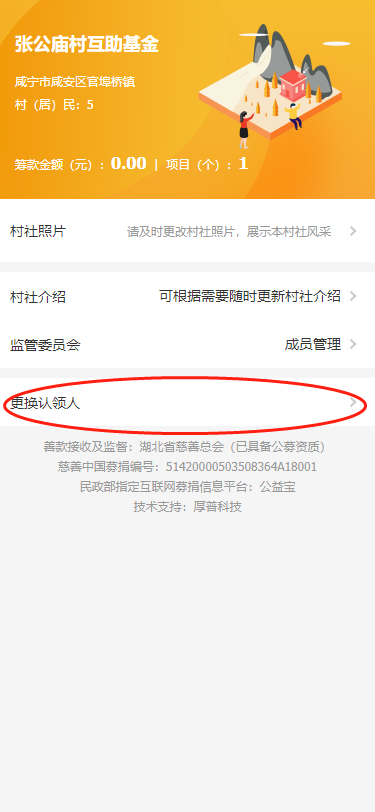 张公庙村互助基金
咸宁市咸安区官埠桥镇
村（居）民：5
筹款金额（元）：0.00 | 项目（个）：1
村社照片 请及时更改村社照片，展示本村社风采
村社介绍 可根据需要随时更新村社介绍
监管委员会 成员管理
更换认领人
善款接收及监督：湖北省慈善总会（已具备公募资质）
慈善中国募捐编号：51420000503508364A18001
民政部指定互联网募捐信息平台：公益宝
技术支持：厚普科技